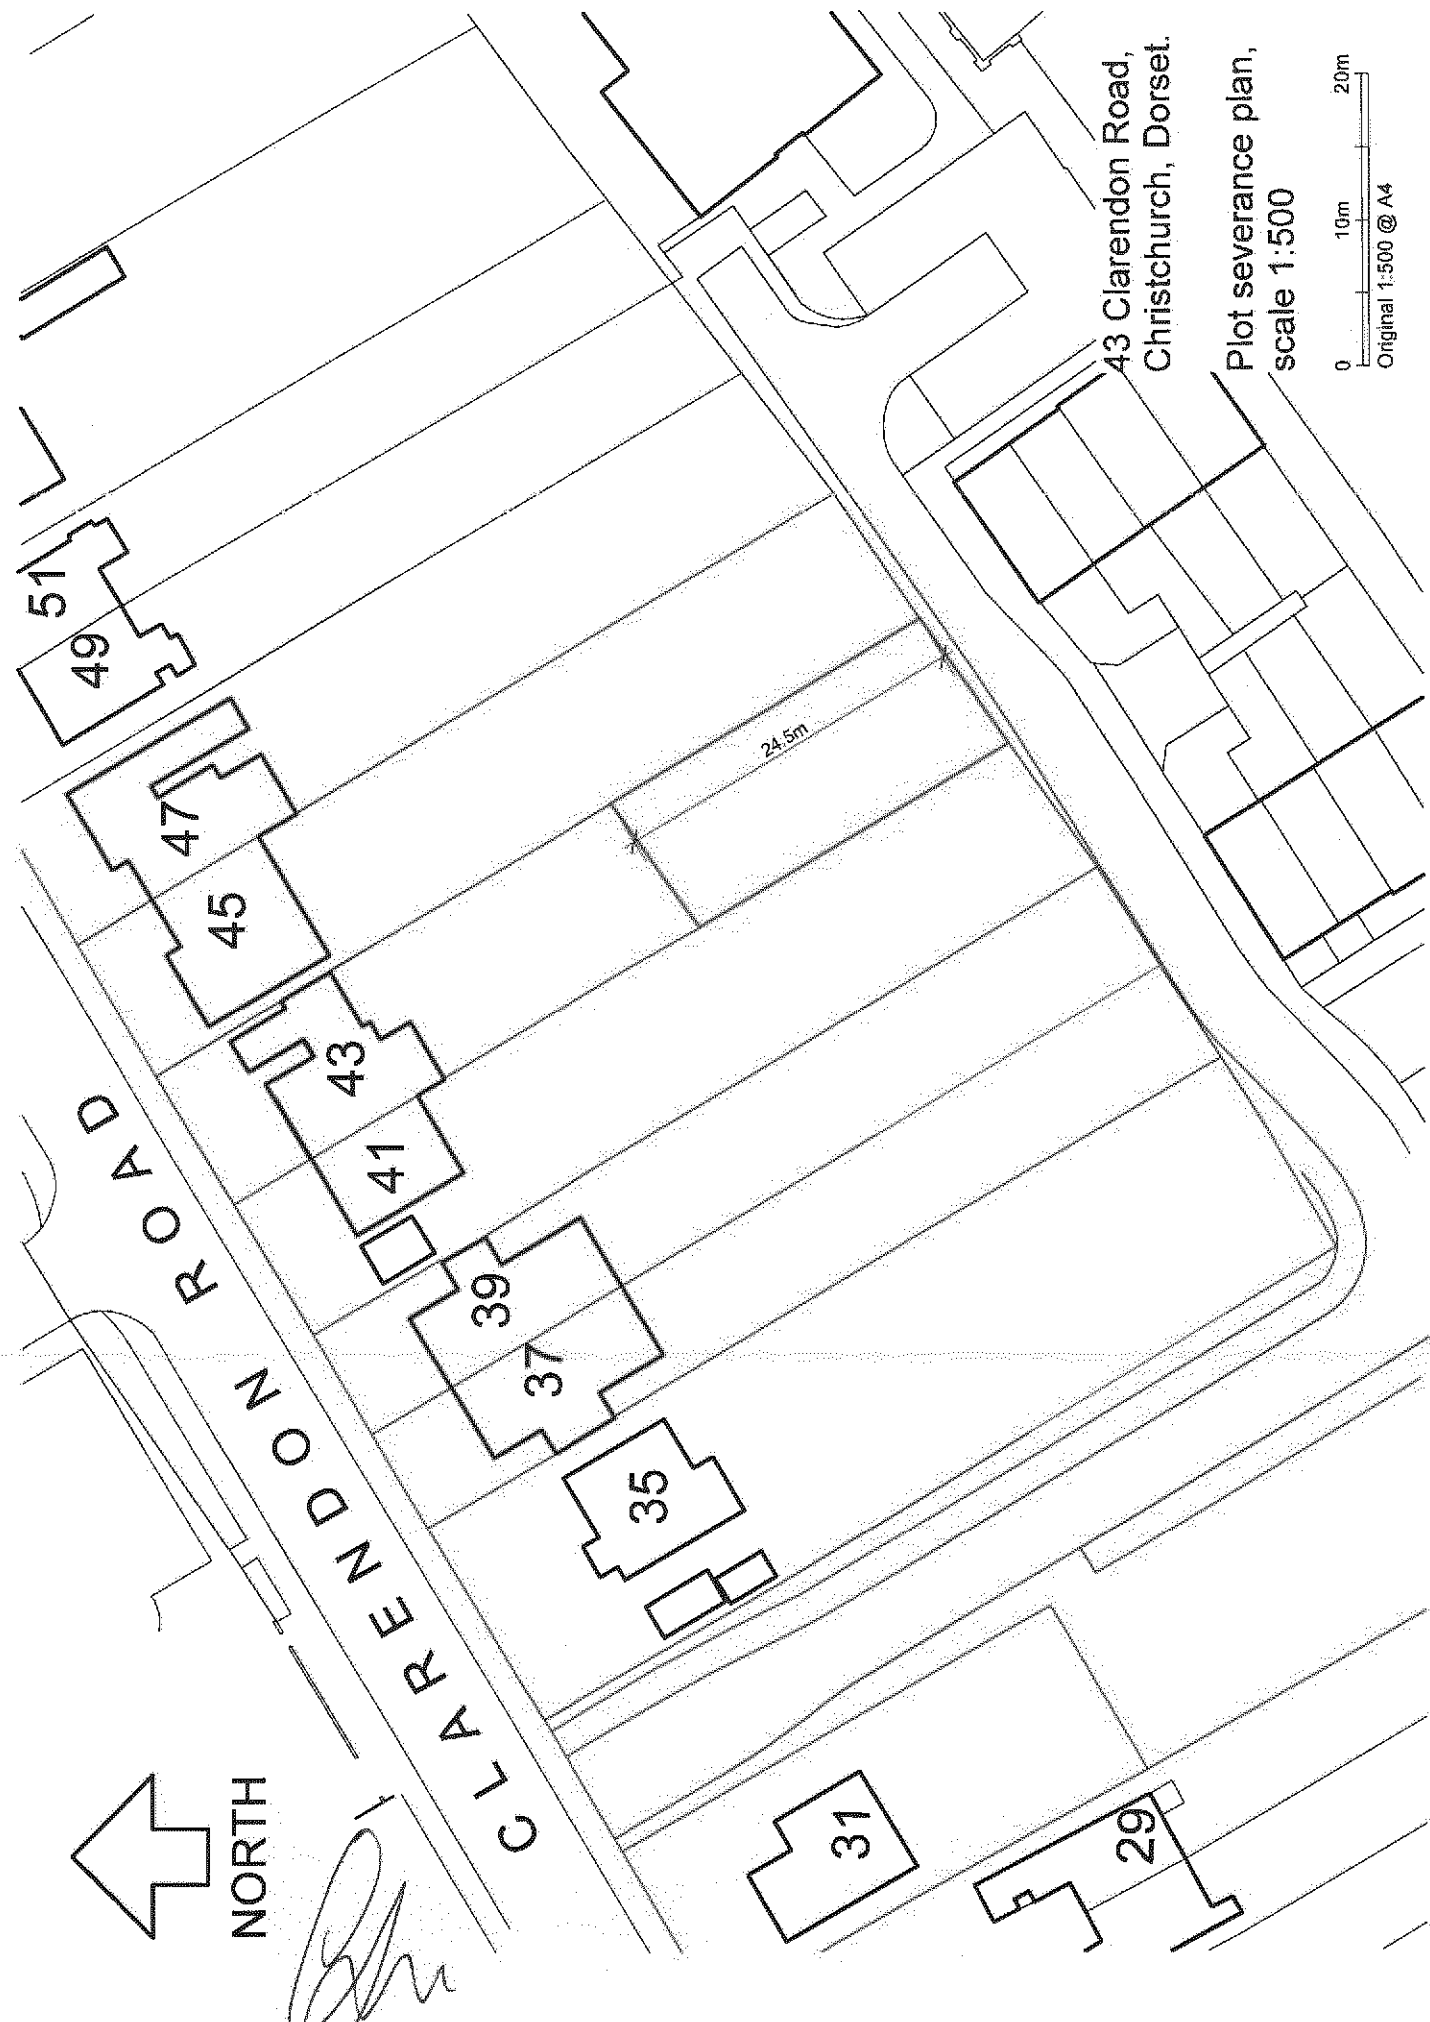 43 Clarendon Road,
Christchurch, Dorset.
Plot severance plan,
scale 1:500
0 10m 20m
Original 1:500 @ A4
NORTH
CLARENDON ROAD
51
49
47
45
43
41
39
37
35
31
29
24.5m